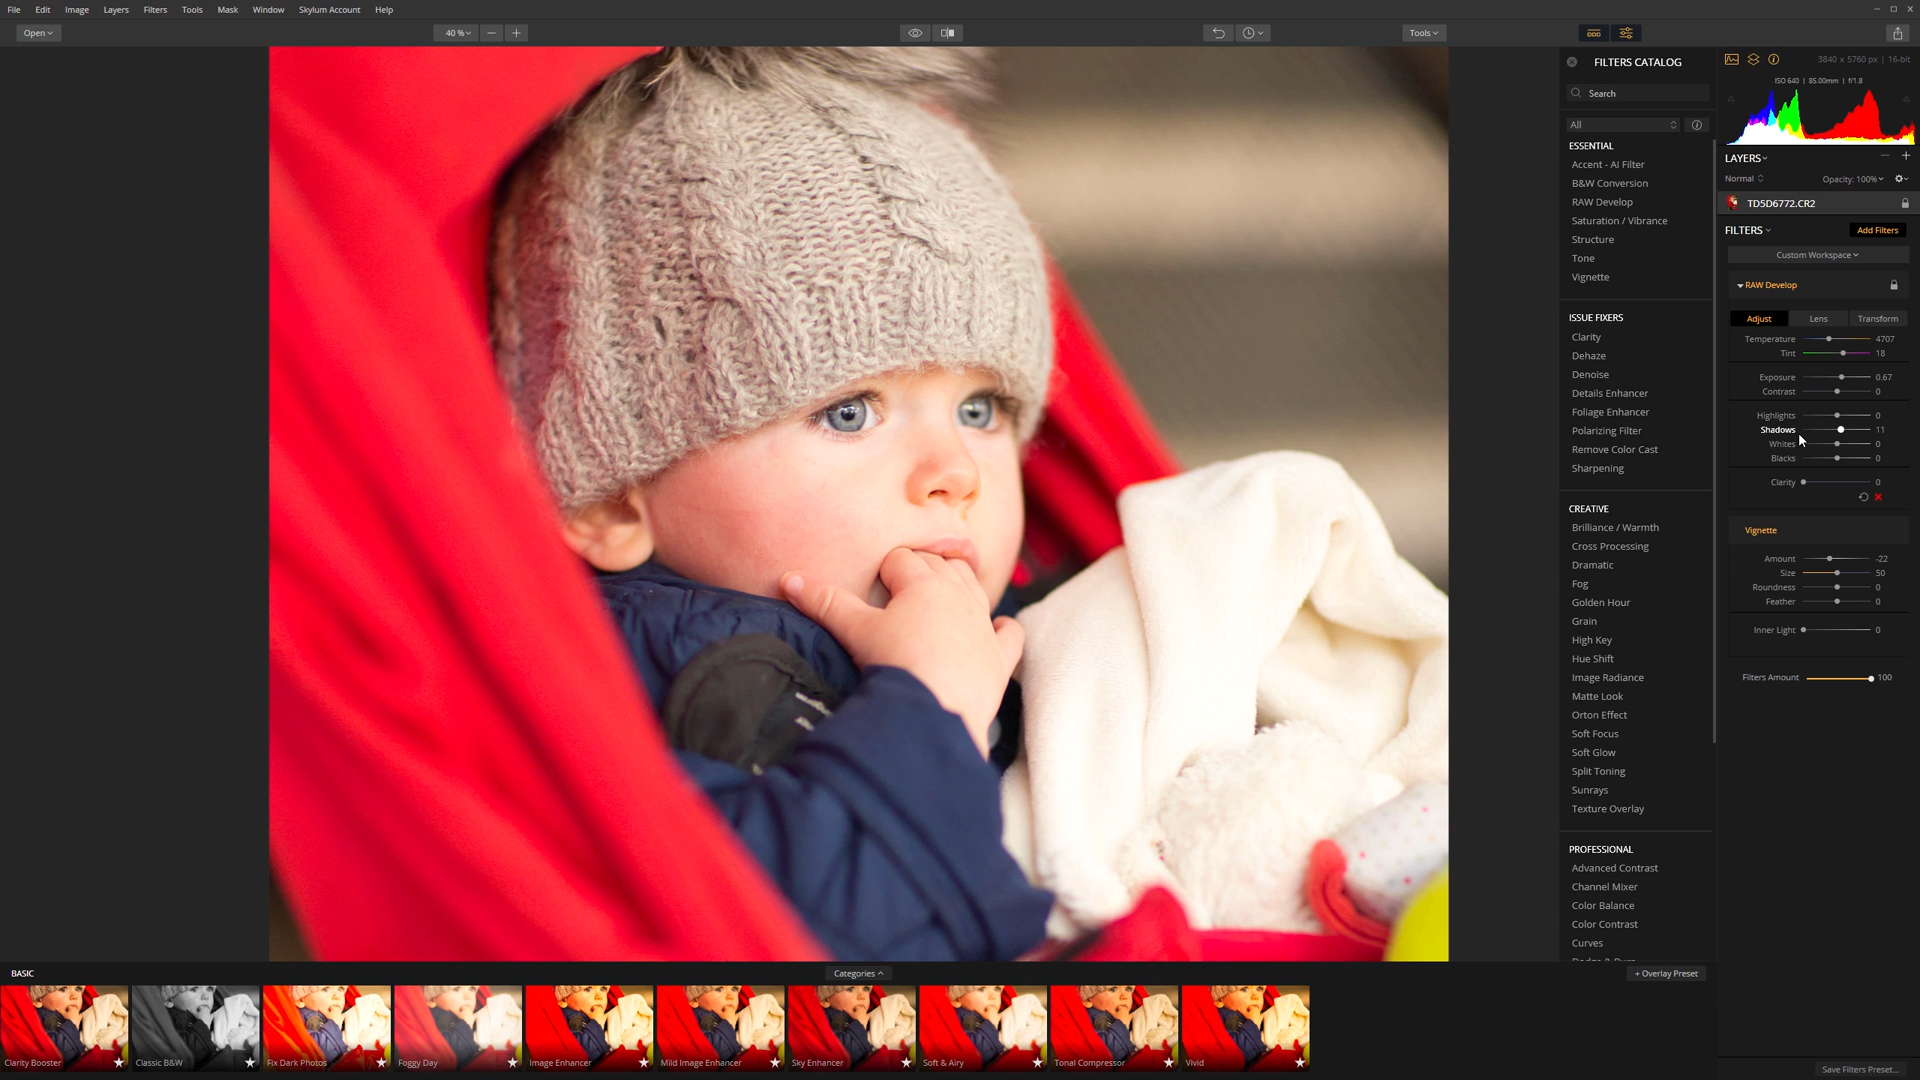 File Edit Image Layers Filters Tools Mask Window Skylum Account Help
Open 40 % Tools
FILTERS CATALOG
Search
All
ESSENTIAL
Accent - AI Filter
B&W Conversion
RAW Develop
Saturation / Vibrance
Structure
Tone
Vignette
ISSUE FIXERS
Clarity
Dehaze
Denoise
Details Enhancer
Foliage Enhancer
Polarizing Filter
Remove Color Cast
Sharpening
CREATIVE
Brilliance / Warmth
Cross Processing
Dramatic
Fog
Golden Hour
Grain
High Key
Hue Shift
Image Radiance
Matte Look
Orton Effect
Soft Focus
Soft Glow
Split Toning
Sunrays
Texture Overlay
PROFESSIONAL
Advanced Contrast
Channel Mixer
Color Balance
Color Contrast
Curves
3840 x 5760 px | 16-bit
ISO 640 | 85.00mm | f/1.8
LAYERS
Normal Opacity: 100%
TD5D6772.CR2
FILTERS Add Filters
Custom Workspace
RAW Develop
Adjust Lens Transform
Temperature 4707
Tint 18
Exposure 0.67
Contrast 0
Highlights 0
Shadows 11
Whites 0
Blacks 0
Clarity 0
Vignette
Amount -22
Size 50
Roundness 0
Feather 0
Inner Light 0
Filters Amount 100
BASIC Categories + Overlay Preset
Clarity Booster Classic B&W Fix Dark Photos Foggy Day Image Enhancer Mild Image Enhancer Sky Enhancer Soft & Airy Tonal Compressor Vivid
Save Filters Preset...